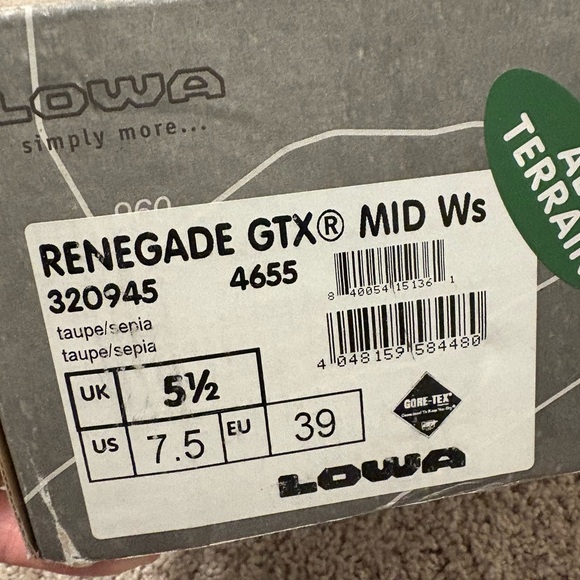 LOWA
simply more...
960
A
TERRAIN
RENEGADE GTX® MID Ws
320945 4655
8 40054 15136 1
taupe/sepia
taupe/sepia
4 048159 584480
UK 5½
US 7.5 EU 39
GORE-TEX
LOWA